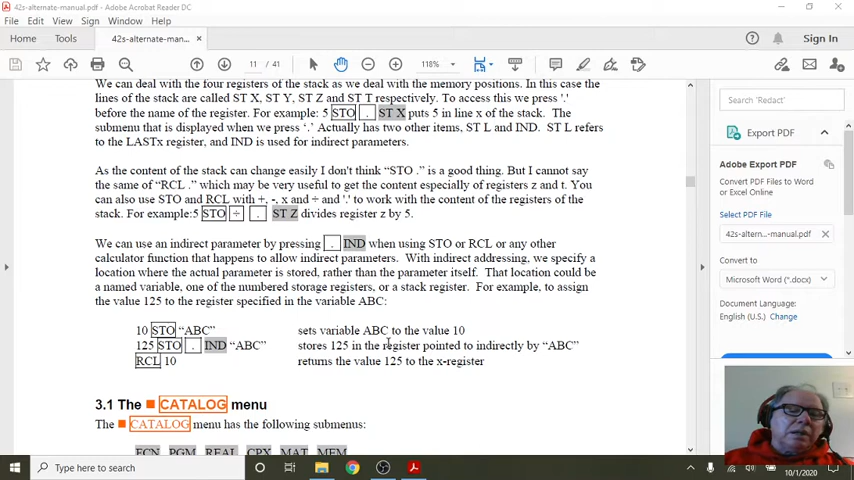 42s-alternate-manual.pdf - Adobe Acrobat Reader DC
File Edit View Sign Window Help
Home Tools 42s-alternate-man... × Sign In
11 / 41 118%
We can deal with the four registers of the stack as we deal with the memory positions. In this case the
lines of the stack are called ST X, ST Y, ST Z and ST T respectively. To access this we press '.'
before the name of the register. For example: 5 STO . ST X puts 5 in line x of the stack. The
submenu that is displayed when we press '.' Actually has two other items, ST L and IND. ST L refers
to the LASTx register, and IND is used for indirect parameters.
As the content of the stack can change easily I don't think “STO .” is a good thing. But I cannot say
the same of “RCL .” which may be very useful to get the content especially of registers z and t. You
can also use STO and RCL with +, -, x and ÷ and '.' to work with the content of the registers of the
stack. For example:5 STO ÷ . ST Z divides register z by 5.
We can use an indirect parameter by pressing . IND when using STO or RCL or any other
calculator function that happens to allow indirect parameters. With indirect addressing, we specify a
location where the actual parameter is stored, rather than the parameter itself. That location could be
a named variable, one of the numbered storage registers, or a stack register. For example, to assign
the value 125 to the register specified in the variable ABC:
10 STO “ABC” sets variable ABC to the value 10
125 STO . IND “ABC” stores 125 in the register pointed to indirectly by “ABC”
RCL 10 returns the value 125 to the x-register
3.1 The CATALOG menu
The CATALOG menu has the following submenus:
FCN PGM REAL CPX MAT MEM
Search 'Redact'
Export PDF
Adobe Export PDF
Convert PDF Files to Word
or Excel Online
Select PDF File
42s-altern...-manual.pdf ×
Convert to
Microsoft Word (*.docx)
Document Language:
English (U.S.) Change
Type here to search
10/1/2020